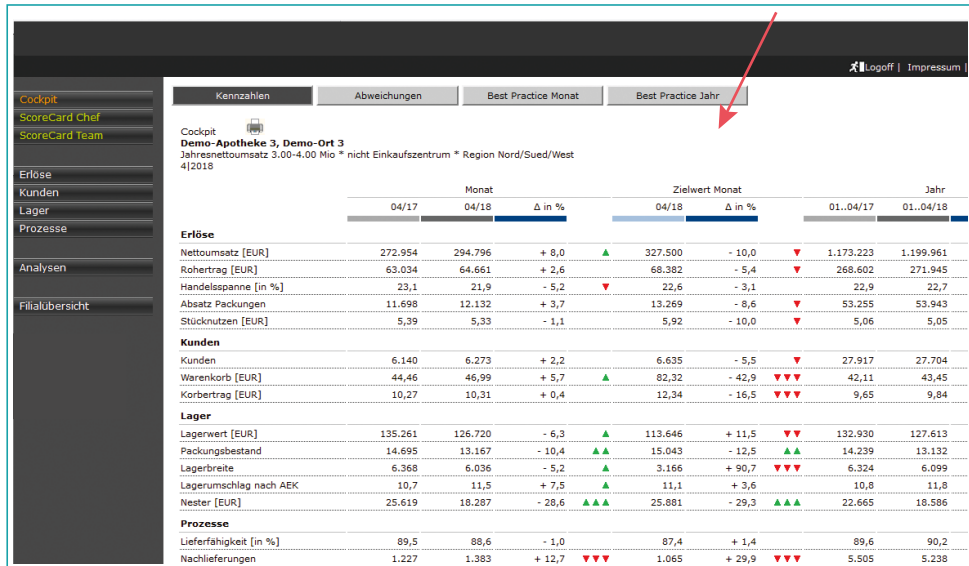 Logoff | Impressum |
Cockpit
ScoreCard Chef
ScoreCard Team
Erlöse
Kunden
Lager
Prozesse
Analysen
Filialübersicht
Kennzahlen Abweichungen Best Practice Monat Best Practice Jahr
Cockpit
Demo-Apotheke 3, Demo-Ort 3
Jahresnettoumsatz 3.00-4.00 Mio * nicht Einkaufszentrum * Region Nord/Sued/West
4|2018
Monat Zielwert Monat Jahr
04/17 04/18 Δ in % 04/18 Δ in % 01..04/17 01..04/18
Erlöse
Nettoumsatz [EUR] 272.954 294.796 + 8,0 ▲ 327.500 - 10,0 ▼ 1.173.223 1.199.961
Rohertrag [EUR] 63.034 64.661 + 2,6 68.382 - 5,4 ▼ 268.602 271.945
Handelsspanne [in %] 23,1 21,9 - 5,2 ▼ 22,6 - 3,1 22,9 22,7
Absatz Packungen 11.698 12.132 + 3,7 13.269 - 8,6 ▼ 53.255 53.943
Stücknutzen [EUR] 5,39 5,33 - 1,1 5,92 - 10,0 ▼ 5,06 5,05
Kunden
Kunden 6.140 6.273 + 2,2 6.635 - 5,5 ▼ 27.917 27.704
Warenkorb [EUR] 44,46 46,99 + 5,7 ▲ 82,32 - 42,9 ▼▼▼ 42,11 43,45
Korbertrag [EUR] 10,27 10,31 + 0,4 12,34 - 16,5 ▼▼▼ 9,65 9,84
Lager
Lagerwert [EUR] 135.261 126.720 - 6,3 ▲ 113.646 + 11,5 ▼▼ 132.930 127.613
Packungsbestand 14.695 13.167 - 10,4 ▲▲ 15.043 - 12,5 ▲▲ 14.239 13.132
Lagerbreite 6.368 6.036 - 5,2 ▲ 3.166 + 90,7 ▼▼▼ 6.324 6.099
Lagerumschlag nach AEK 10,7 11,5 + 7,5 ▲ 11,1 + 3,6 10,8 11,8
Nester [EUR] 25.619 18.287 - 28,6 ▲▲▲ 25.881 - 29,3 ▲▲▲ 22.665 18.586
Prozesse
Lieferfähigkeit [in %] 89,5 88,6 - 1,0 87,4 + 1,4 89,6 90,2
Nachlieferungen 1.227 1.383 + 12,7 ▼▼▼ 1.065 + 29,9 ▼▼▼ 5.505 5.238